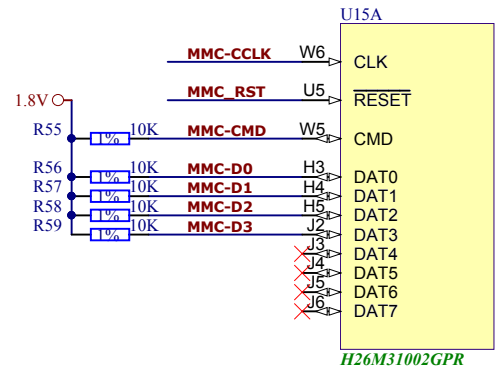 U15A
MMC-CCLK W6 CLK
MMC_RST U5 RESET
1.8V
R55 1% 10K MMC-CMD W5 CMD
R56 10K MMC-D0 H3 DAT0
R57 1% 10K MMC-D1 H4 DAT1
R58 10K MMC-D2 H5 DAT2
R59 1% 10K MMC-D3 J2 DAT3
J3 DAT4
J4 DAT5
J5 DAT6
J6 DAT7
H26M31002GPR